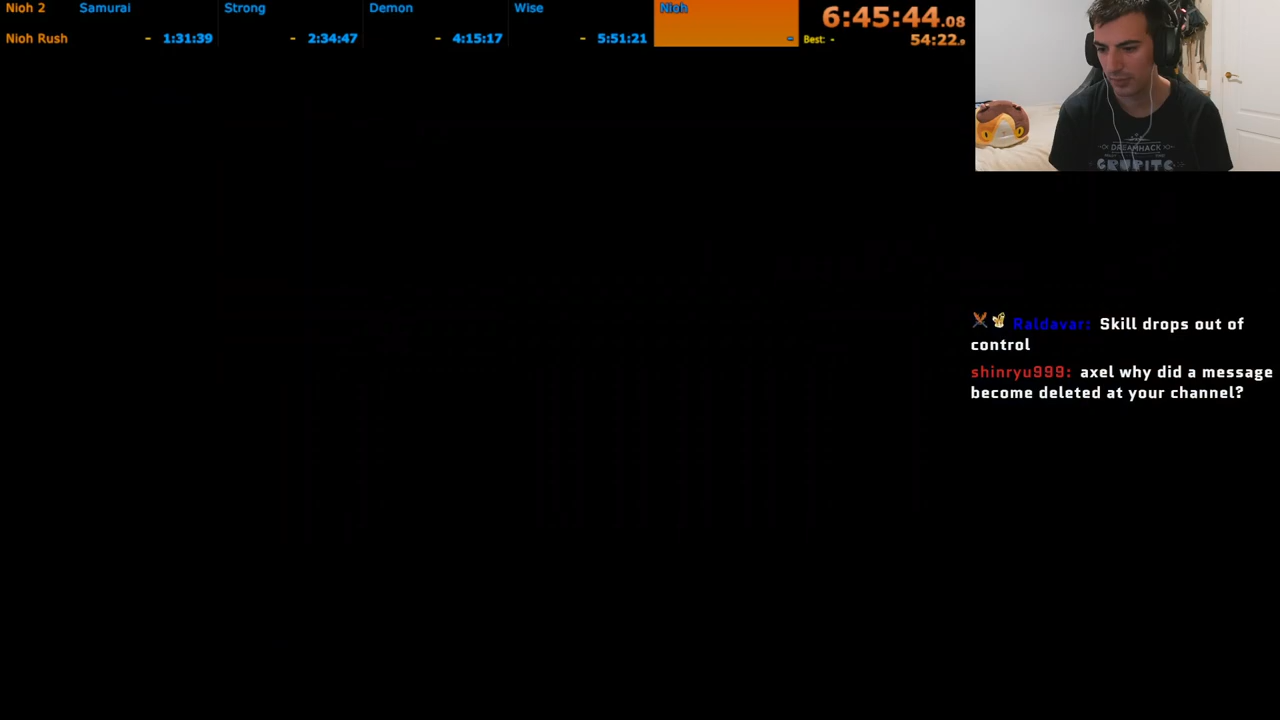 Nioh 2 Samurai Strong Demon Wise Nioh 6:45:44.08
Nioh Rush - 1:31:39 - 2:34:47 - 4:15:17 - 5:51:21 - Best: - 54:22.9
DREAMHACK
Raldavar: Skill drops out of
control
shinryu999: axel why did a message
become deleted at your channel?